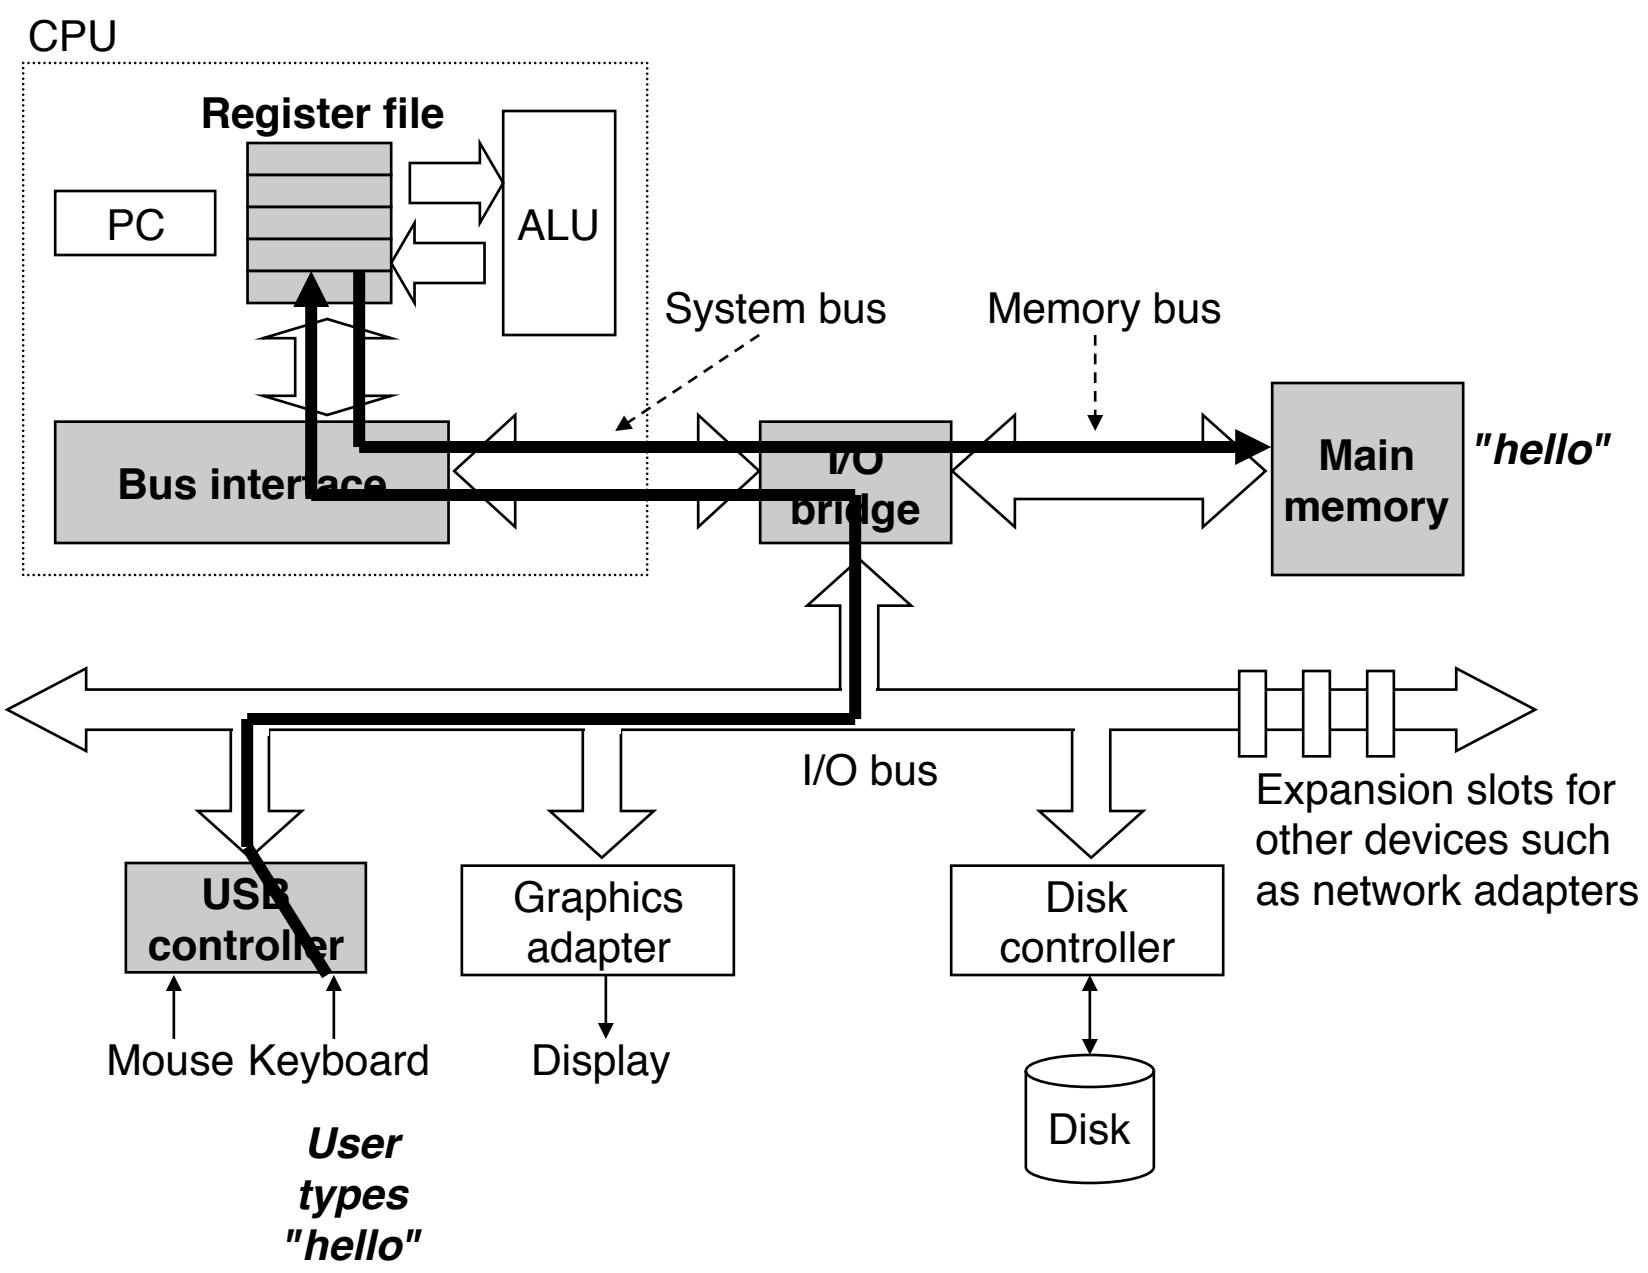 CPU
Register file
PC
ALU
System bus
Memory bus
Bus interface
I/O
bridge
Main
memory
"hello"
I/O bus
Expansion slots for
other devices such
as network adapters
USB
controller
Graphics
adapter
Disk
controller
Mouse
Keyboard
Display
Disk
User
types
"hello"